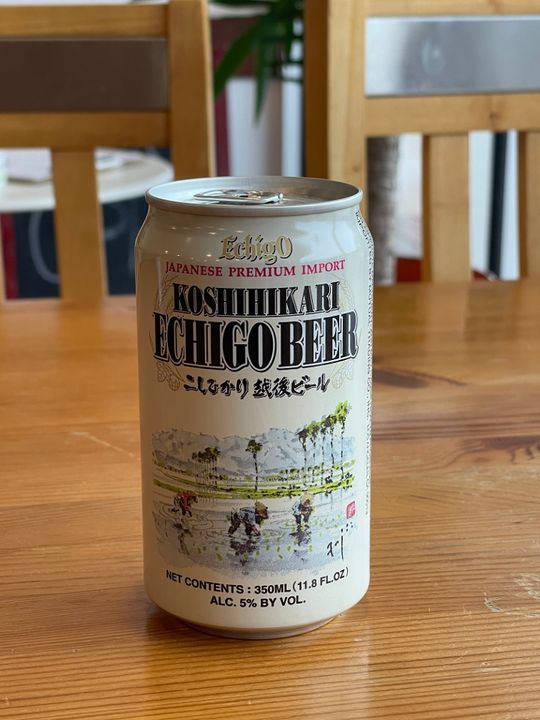 EchigO
JAPANESE PREMIUM IMPORT
KOSHIHIKARI
ECHIGO BEER
こしひかり 越後ビール
NET CONTENTS : 350ML (11.8 FL.OZ)
ALC. 5% BY VOL.